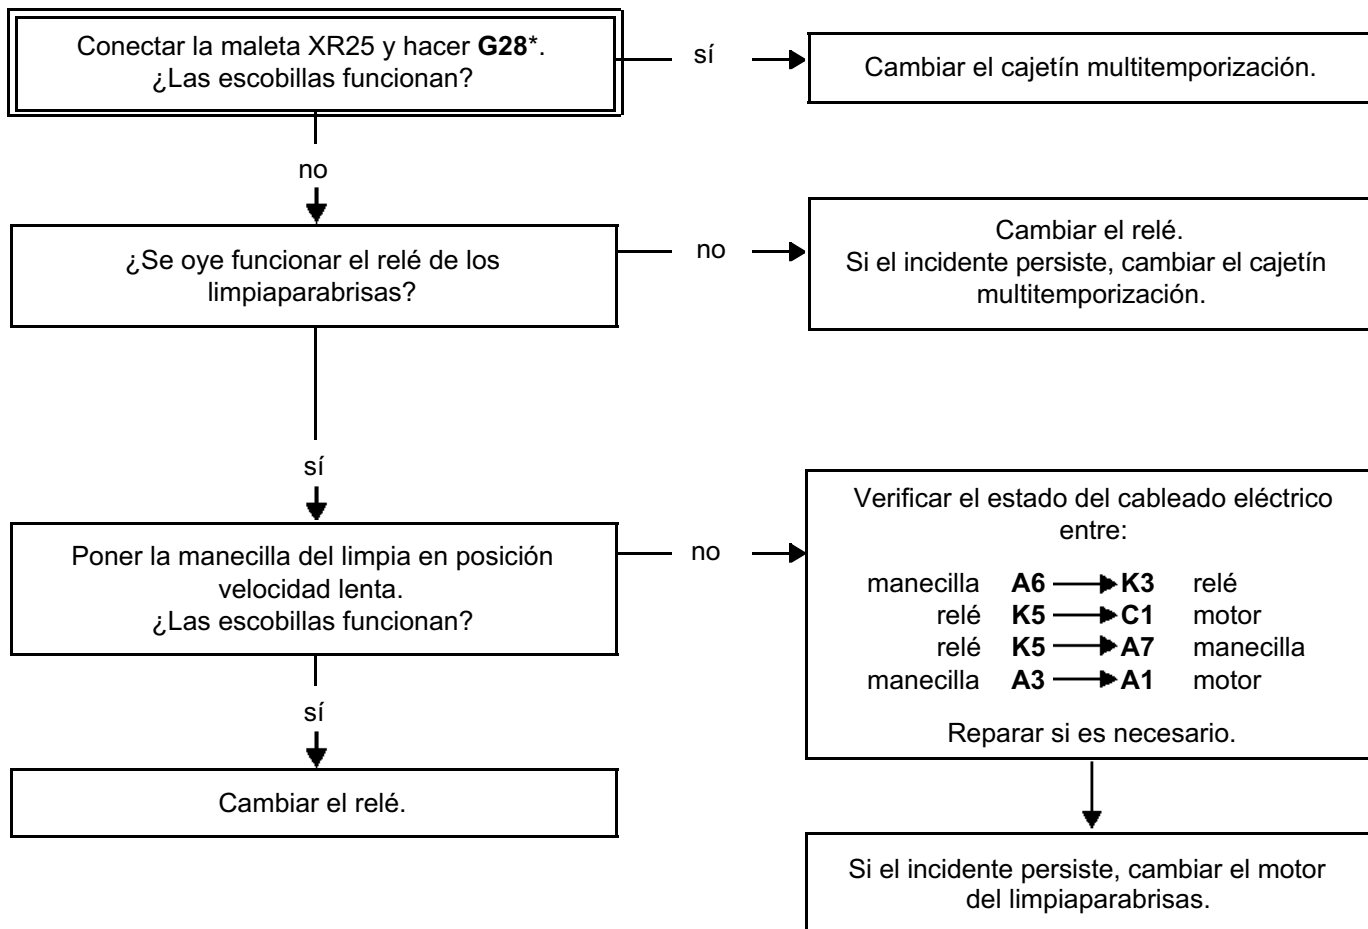 Conectar la maleta XR25 y hacer G28*.
¿Las escobillas funcionan?
sí
Cambiar el cajetín multitemporización.
no
¿Se oye funcionar el relé de los
limpiaparabrisas?
no
Cambiar el relé.
Si el incidente persiste, cambiar el cajetín
multitemporización.
sí
Poner la manecilla del limpia en posición
velocidad lenta.
¿Las escobillas funcionan?
no
Verificar el estado del cableado eléctrico
entre:
manecilla A6 K3 relé
relé K5 C1 motor
relé K5 A7 manecilla
manecilla A3 A1 motor
Reparar si es necesario.
sí
Cambiar el relé.
Si el incidente persiste, cambiar el motor
del limpiaparabrisas.